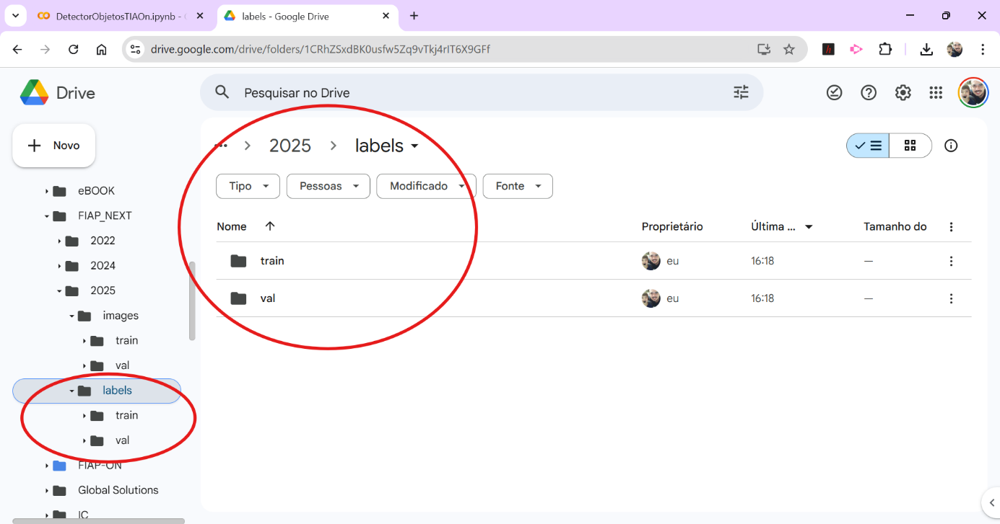 DetectorObjetosTIAOn.ipynb -
labels - Google Drive
drive.google.com/drive/folders/1CRhZSxdBK0usfw5Zq9vTkj4rIT6X9GFf
Drive
Pesquisar no Drive
Novo
eBOOK
FIAP_NEXT
2022
2024
2025
images
train
val
labels
train
val
FIAP-ON
Global Solutions
IC
... > 2025 > labels
Tipo Pessoas Modificado Fonte
Nome Proprietário Última ... Tamanho do
train eu 16:18 —
val eu 16:18 —